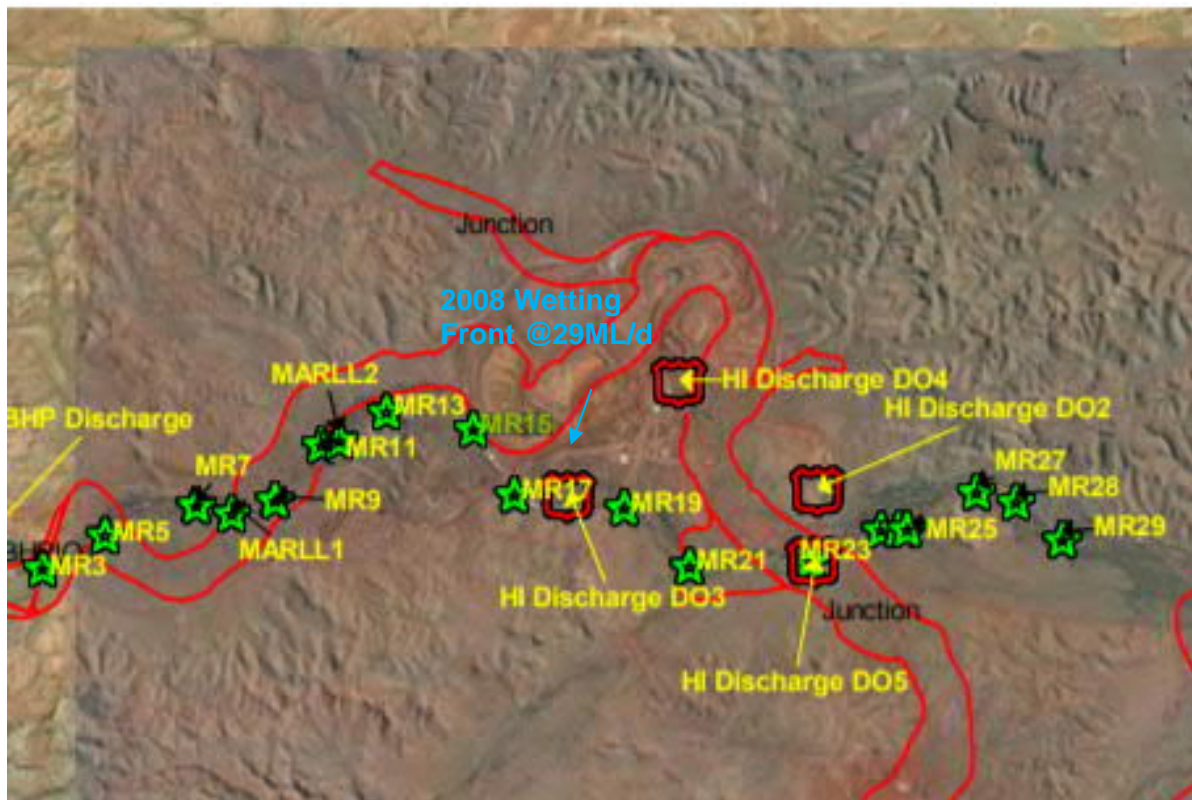 Junction
2008 Wetting
Front @29ML/d
MARLL2
HI Discharge DO4
HI Discharge DO2
BHP Discharge
MR13
MR15
MR11
MR7
MR9
MR27
MR28
MR17
MR19
MR5
MARLL1
MR25
MR29
MR23
MR3
MR21
HI Discharge DO3
Junction
HI Discharge DO5